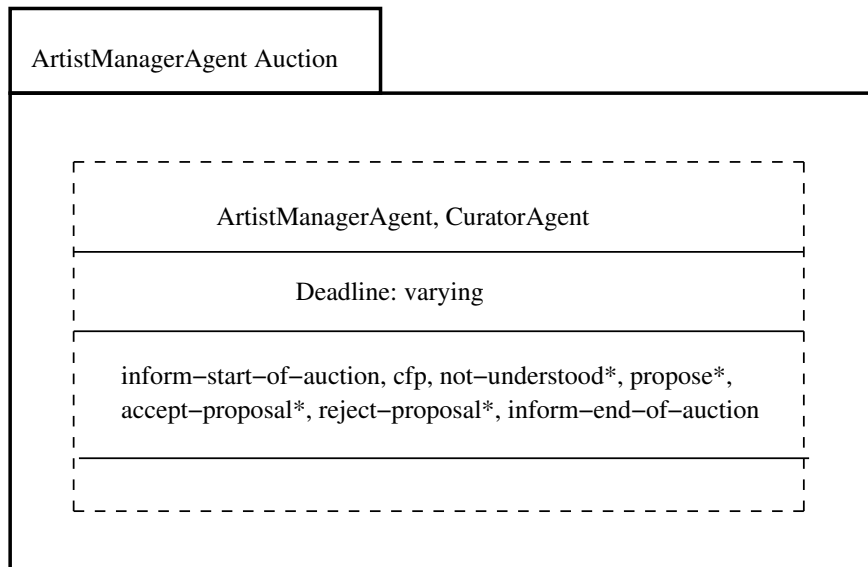 ArtistManagerAgent Auction
ArtistManagerAgent, CuratorAgent
Deadline: varying
inform−start−of−auction, cfp, not−understood*, propose*,
accept−proposal*, reject−proposal*, inform−end−of−auction